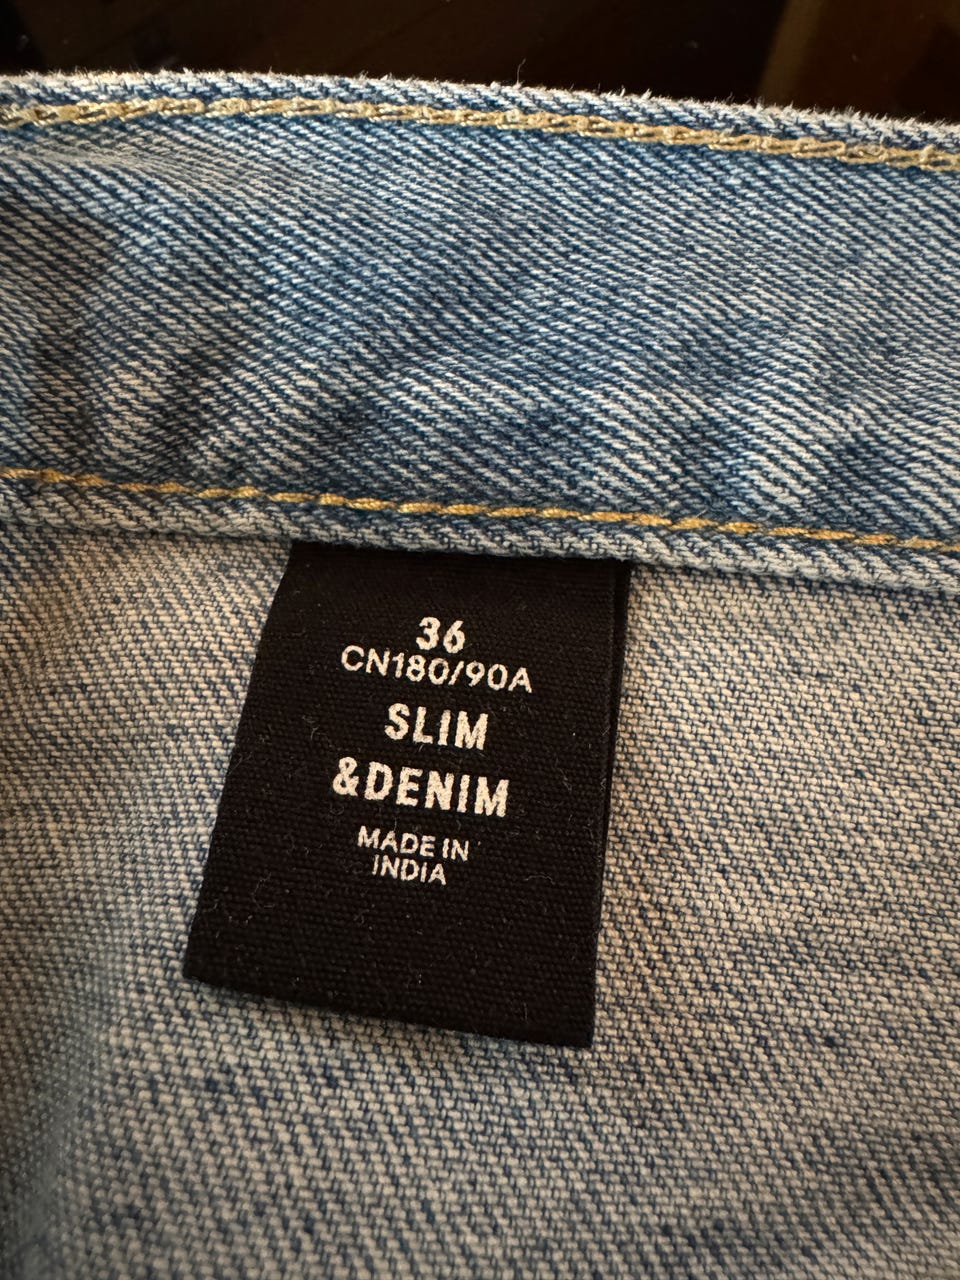 36
CN180/90A
SLIM
&DENIM
MADE IN
INDIA